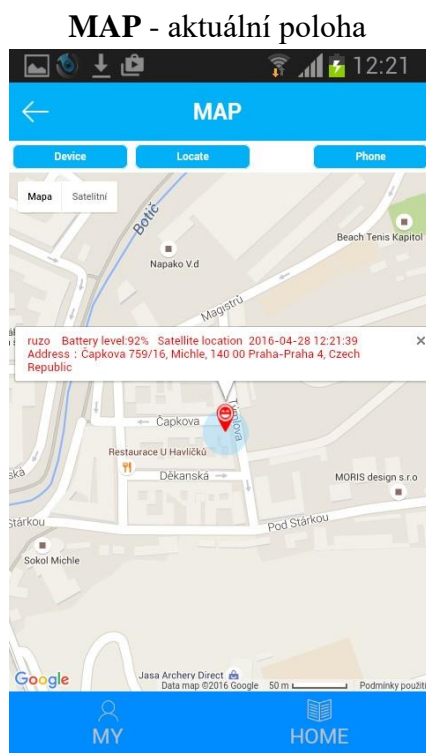 MAP - aktuální poloha
12:21
MAP
Device
Locate
Phone
Mapa
Satelitní
Botič
Beach Tenis Kapitol
Napako V.d
Magistrů
ruzo Battery level:92% Satellite location 2016-04-28 12:21:39
Address : Čapkova 759/16, Michle, 140 00 Praha-Praha 4, Czech
Republic
Čapkova
Tumlova
Restaurace U Havlíčků
Děkanská
MORIS design s.r.o
Stárkou
Pod Stárkou
Sokol Michle
Jasa Archery Direct
Google
Data map ©2016 Google
50 m
Podmínky použití
MY
HOME